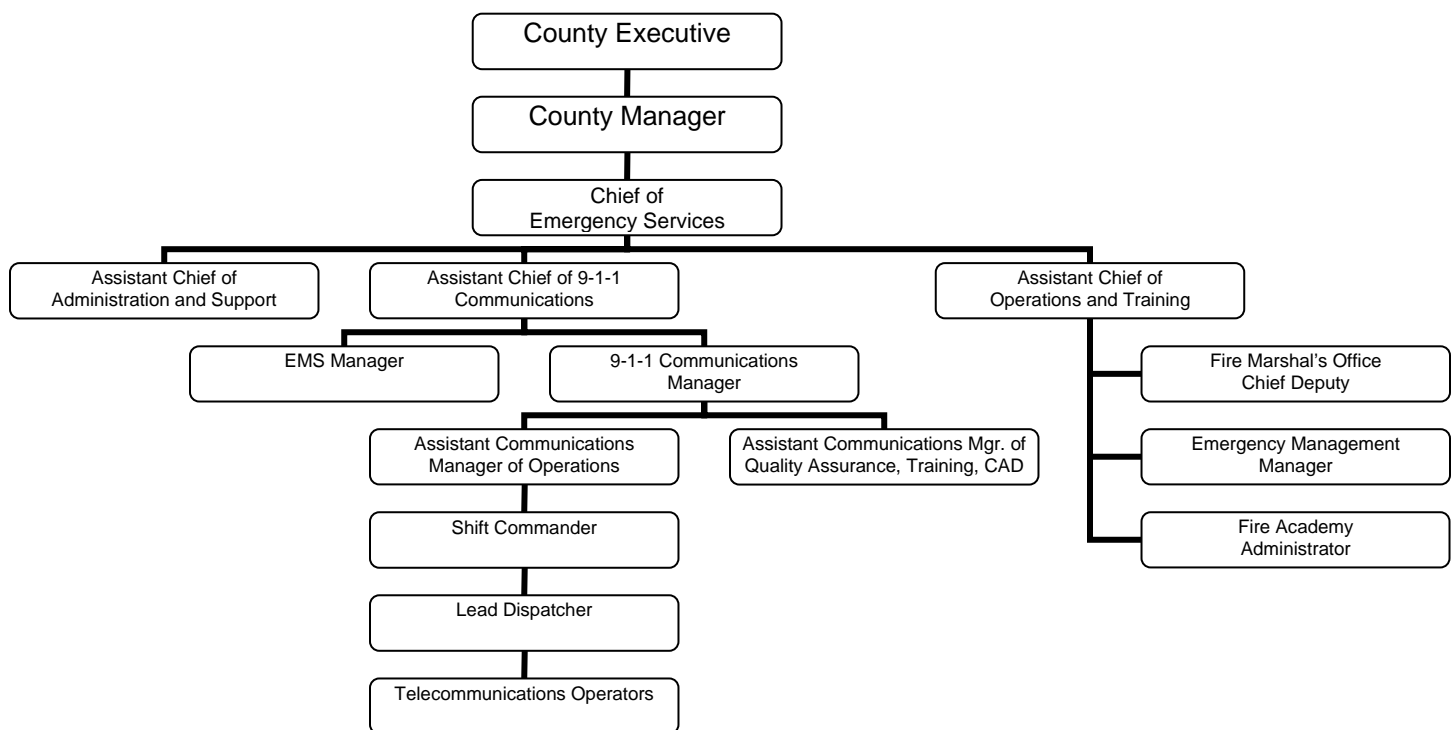 County Executive
County Manager
Chief of
Emergency Services
Assistant Chief of
Administration and Support
Assistant Chief of 9-1-1
Communications
Assistant Chief of
Operations and Training
EMS Manager
9-1-1 Communications
Manager
Fire Marshal's Office
Chief Deputy
Assistant Communications
Manager of Operations
Assistant Communications Mgr. of
Quality Assurance, Training, CAD
Emergency Management
Manager
Shift Commander
Fire Academy
Administrator
Lead Dispatcher
Telecommunications Operators